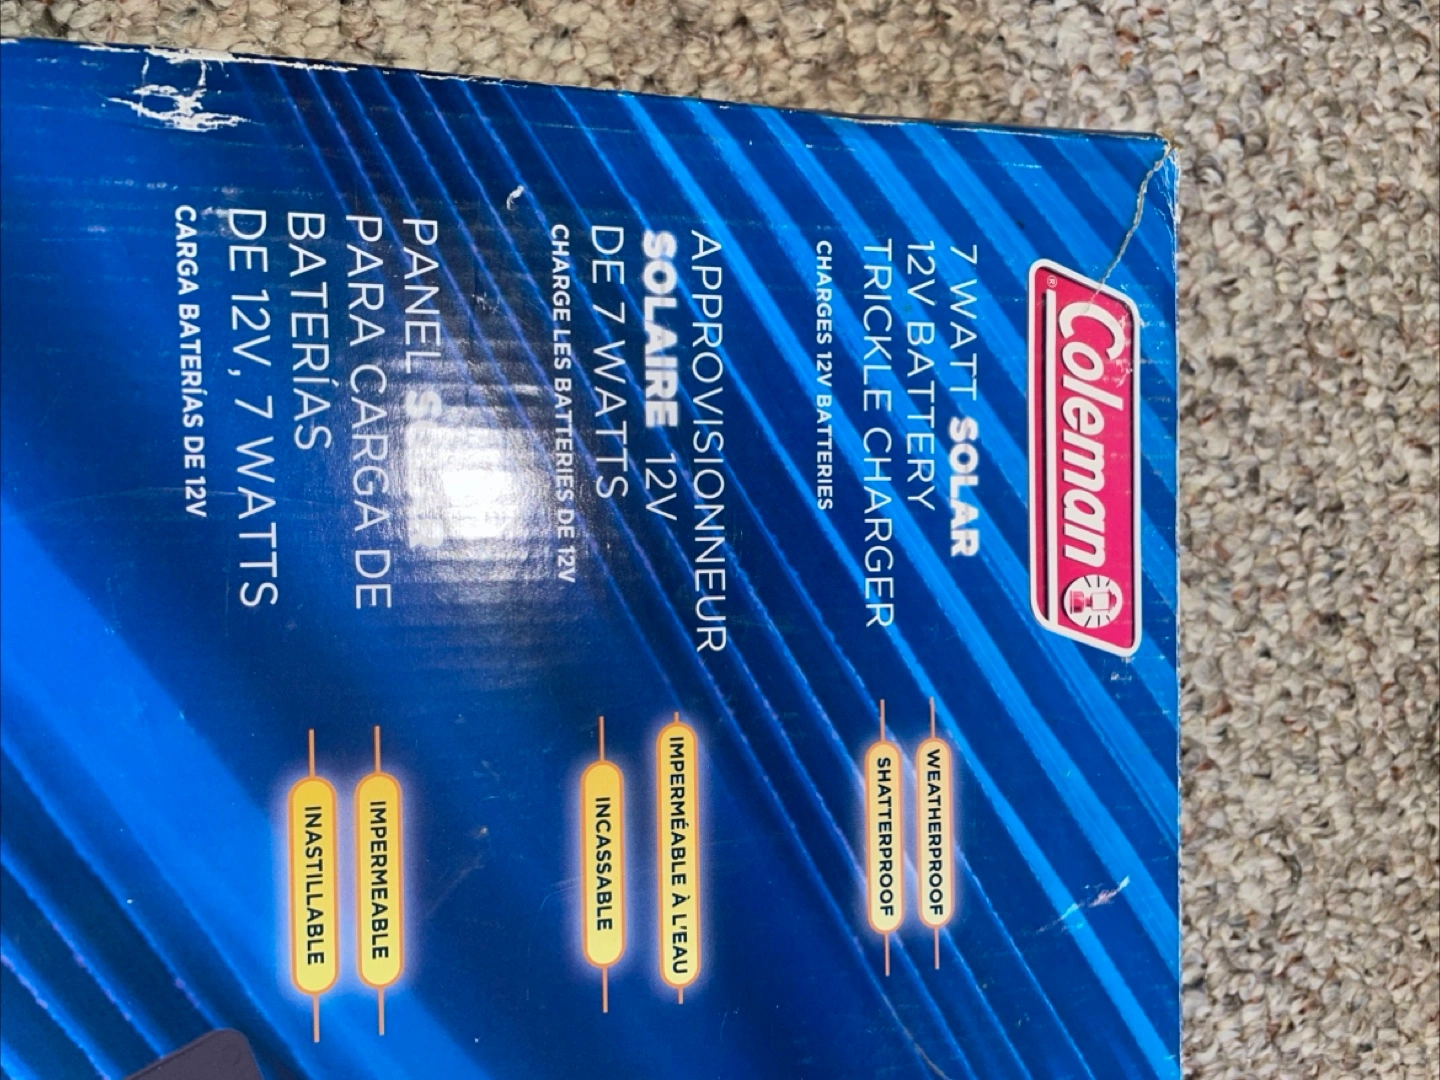 Coleman®
7 WATT SOLAR
12V BATTERY
TRICKLE CHARGER
CHARGES 12V BATTERIES
WEATHERPROOF
SHATTERPROOF
APPROVISIONNEUR
SOLAIRE 12V
DE 7 WATTS
CHARGE LES BATTERIES DE 12V
IMPERMÉABLE À L'EAU
INCASSABLE
PANEL
PARA CARGA DE
BATERÍAS
DE 12V, 7 WATTS
CARGA BATERÍAS DE 12V
IMPERMEABLE
INASTILLABLE